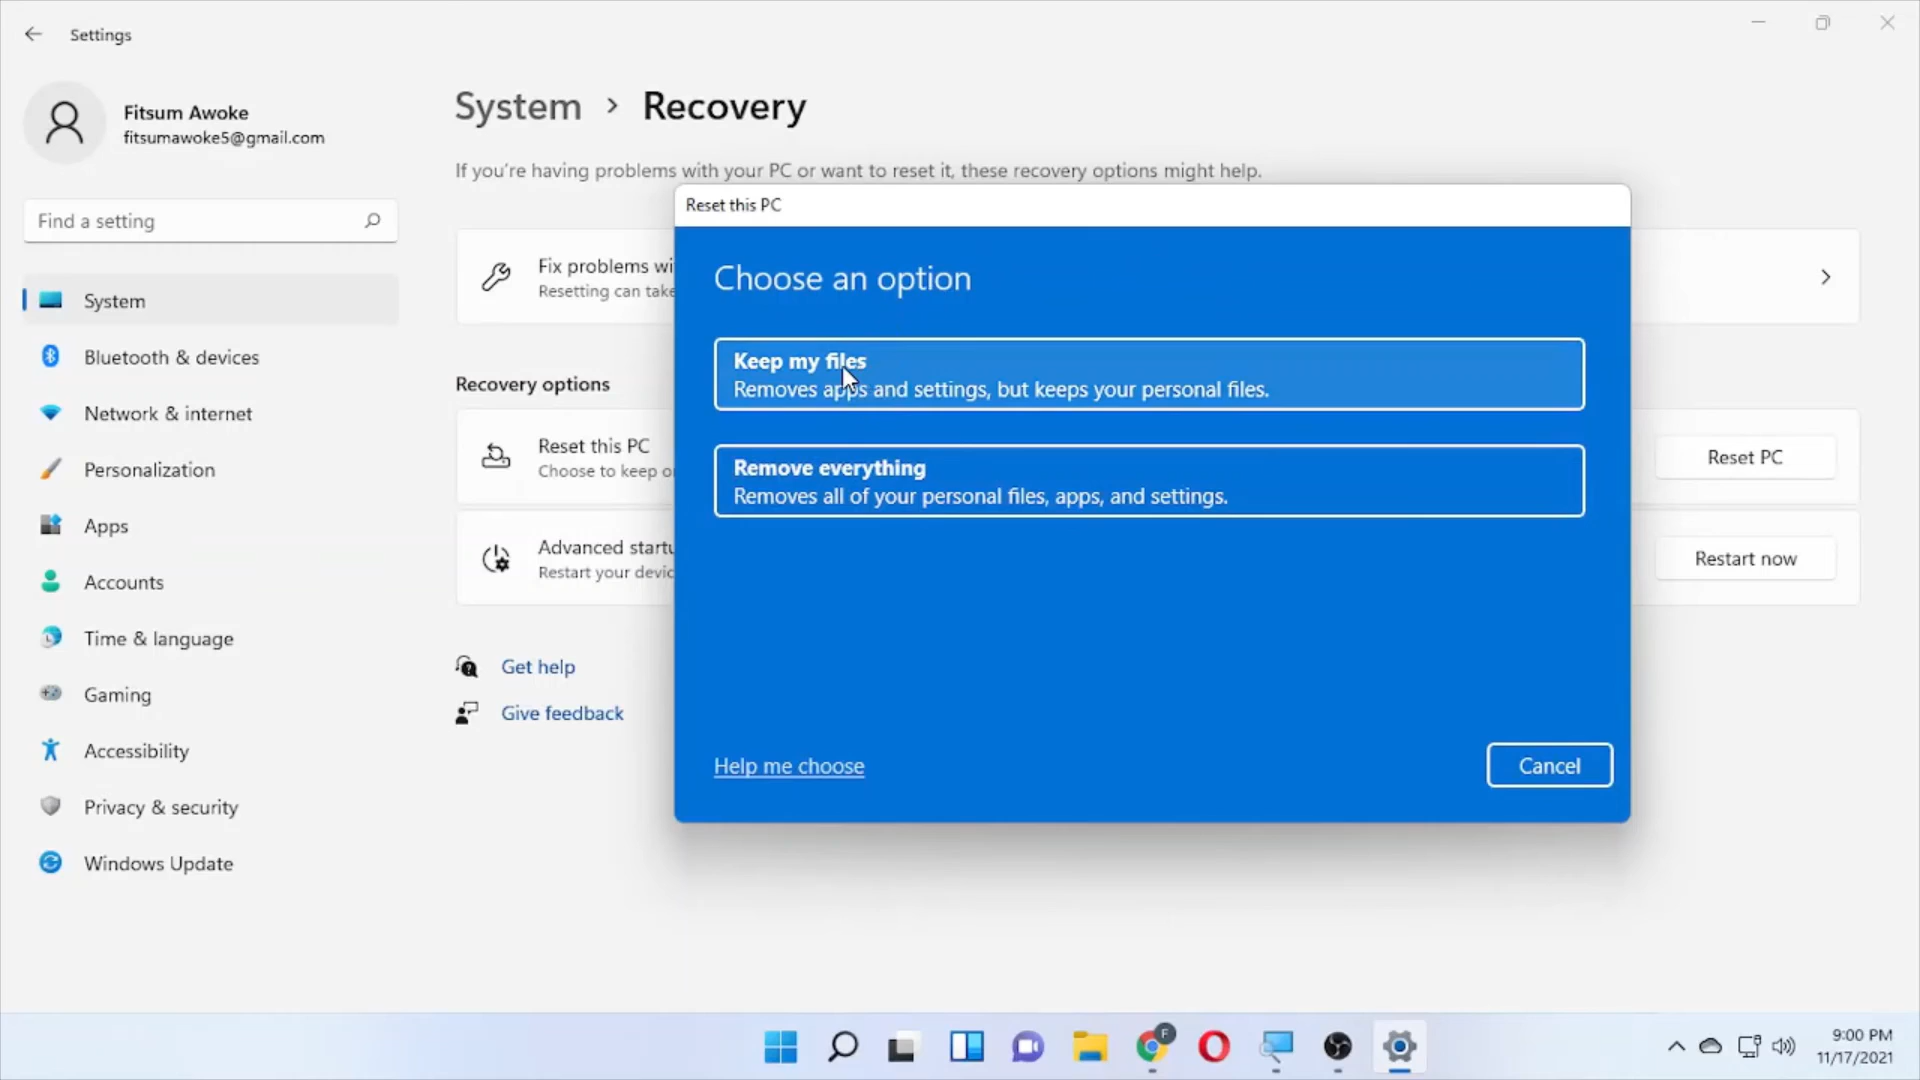 Settings
Fitsum Awoke
fitsumawoke5@gmail.com
Find a setting
System
Bluetooth & devices
Network & internet
Personalization
Apps
Accounts
Time & language
Gaming
Accessibility
Privacy & security
Windows Update
System > Recovery
If you're having problems with your PC or want to reset it, these recovery options might help.
Fix problems wi
Resetting can take
Recovery options
Reset this PC
Choose to keep o
Reset PC
Advanced startu
Restart your devic
Restart now
Get help
Give feedback
Reset this PC
Choose an option
Keep my files
Removes apps and settings, but keeps your personal files.
Remove everything
Removes all of your personal files, apps, and settings.
Help me choose
Cancel
F
9:00 PM
11/17/2021